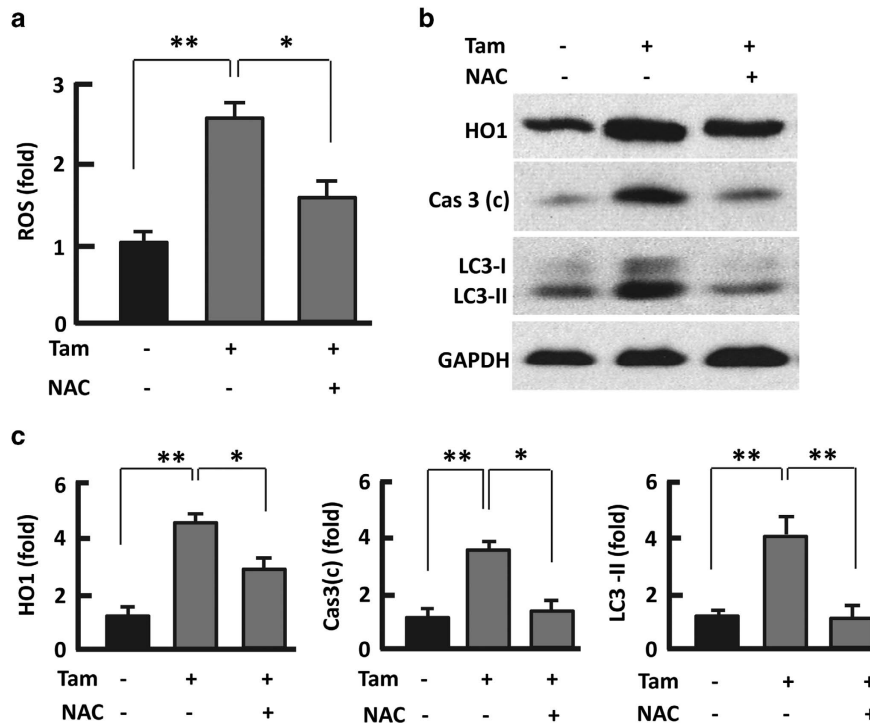 a
** *
3
2
1
0
ROS (fold)
Tam - + +
NAC - - +
b
Tam - + +
NAC - - +
HO1
Cas 3 (c)
LC3-I
LC3-II
GAPDH
c
** *
6
4
2
0
HO1 (fold)
Tam - + +
NAC - - +
** *
6
4
2
0
Cas3(c) (fold)
Tam - + +
NAC - - +
** **
6
4
2
0
LC3 -II (fold)
Tam - + +
NAC - - +